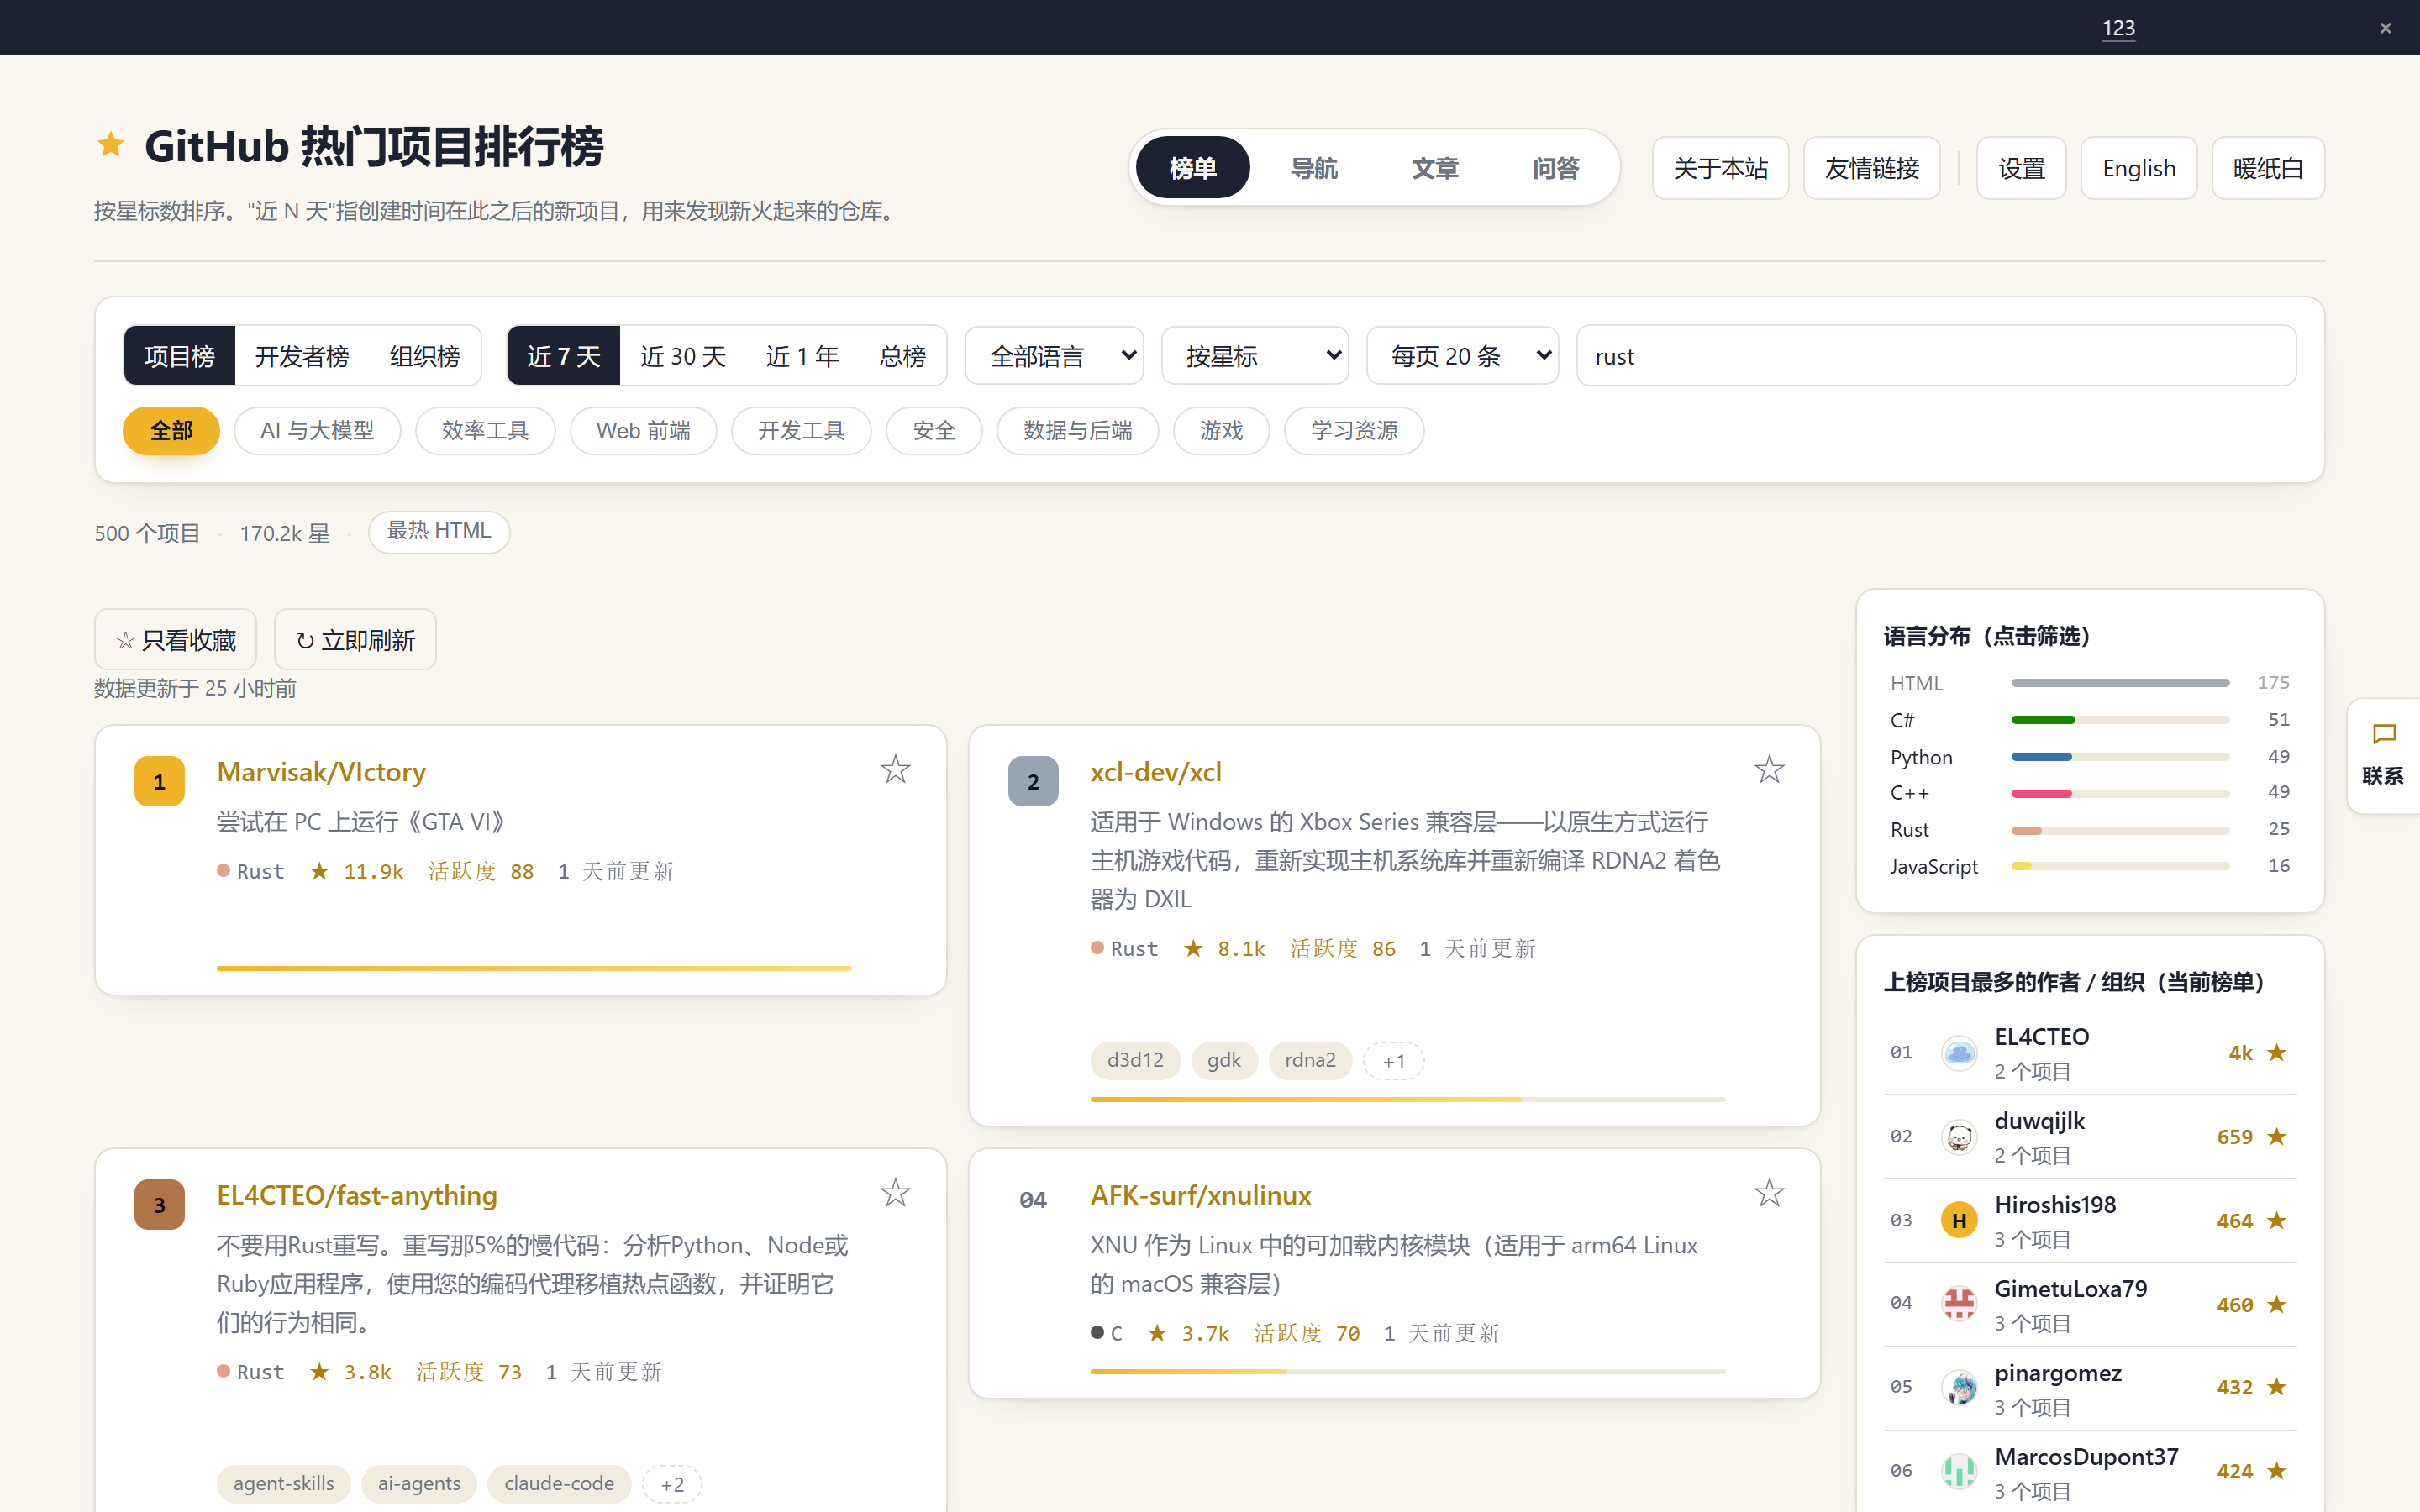 123
×
GitHub 热门项目排行榜
按星标数排序。"近 N 天"指创建时间在此之后的新项目，用来发现新火起来的仓库。
榜单 导航 文章 问答
关于本站 友情链接 设置 English 暖纸白
项目榜 开发者榜 组织榜 近 7 天 近 30 天 近 1 年 总榜 全部语言 按星标 每页 20 条 rust
全部 AI 与大模型 效率工具 Web 前端 开发工具 安全 数据与后端 游戏 学习资源
500 个项目 · 170.2k 星 · 最热 HTML
☆ 只看收藏 ↻ 立即刷新
数据更新于 25 小时前
1
Marvisak/VIctory
尝试在 PC 上运行《GTA VI》
Rust ★ 11.9k 活跃度 88 1 天前更新
2
xcl-dev/xcl
适用于 Windows 的 Xbox Series 兼容层——以原生方式运行
主机游戏代码，重新实现主机系统库并重新编译 RDNA2 着色
器为 DXIL
Rust ★ 8.1k 活跃度 86 1 天前更新
d3d12 gdk rdna2 +1
3
EL4CTEO/fast-anything
不要用Rust重写。重写那5%的慢代码：分析Python、Node或
Ruby应用程序，使用您的编码代理移植热点函数，并证明它
们的行为相同。
Rust ★ 3.8k 活跃度 73 1 天前更新
agent-skills ai-agents claude-code +2
04
AFK-surf/xnulinux
XNU 作为 Linux 中的可加载内核模块（适用于 arm64 Linux
的 macOS 兼容层）
C ★ 3.7k 活跃度 70 1 天前更新
语言分布（点击筛选）
HTML 175
C# 51
Python 49
C++ 49
Rust 25
JavaScript 16
上榜项目最多的作者 / 组织（当前榜单）
01 EL4CTEO 4k ★
2 个项目
02 duwqijlk 659 ★
2 个项目
03 H Hiroshis198 464 ★
3 个项目
04 GimetuLoxa79 460 ★
3 个项目
05 pinargomez 432 ★
3 个项目
06 MarcosDupont37 424 ★
3 个项目
联系